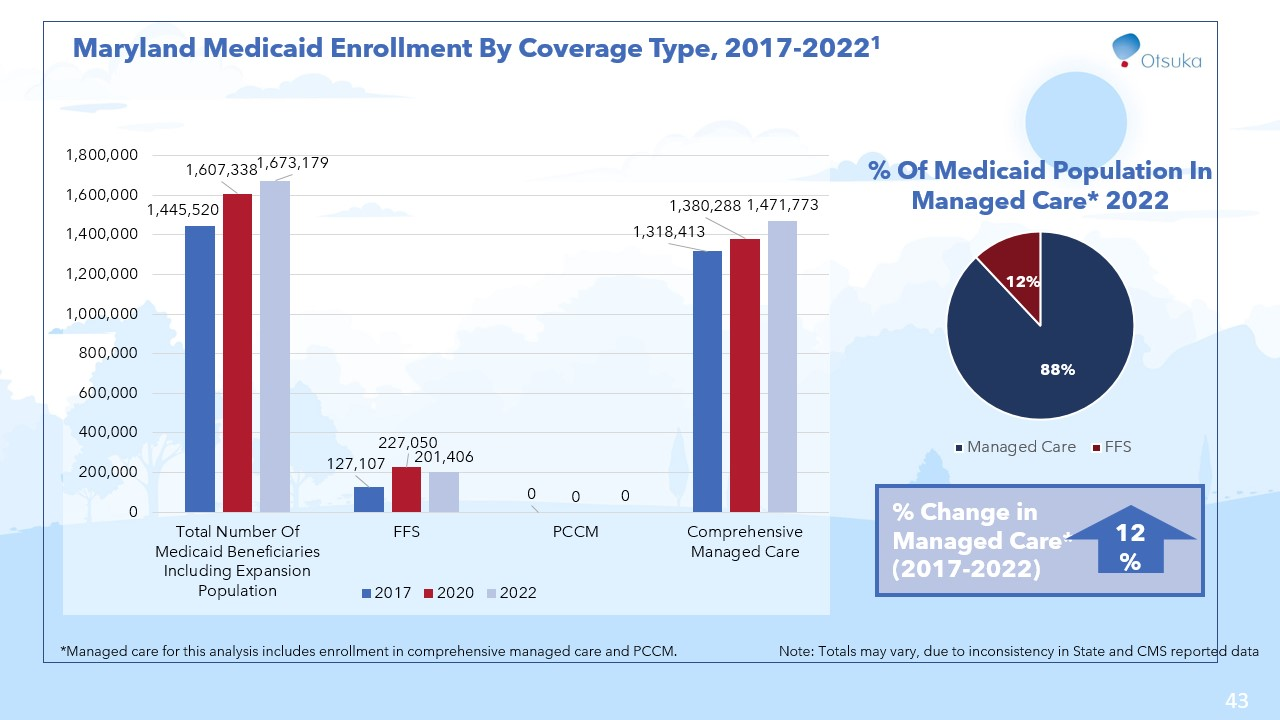 Maryland Medicaid Enrollment By Coverage Type, 2017-2022¹
Otsuka
1,800,000
1,600,000
1,400,000
1,200,000
1,000,000
800,000
600,000
400,000
200,000
0
1,445,520
1,607,338
1,673,179
127,107
227,050
201,406
0
0
0
1,318,413
1,380,288
1,471,773
Total Number Of
Medicaid Beneficiaries
Including Expansion
Population
FFS
PCCM
Comprehensive
Managed Care
2017
2020
2022
% Of Medicaid Population In
Managed Care* 2022
12%
88%
Managed Care
FFS
% Change in
Managed Care*
(2017-2022)
12
%
*Managed care for this analysis includes enrollment in comprehensive managed care and PCCM.
Note: Totals may vary, due to inconsistency in State and CMS reported data
43